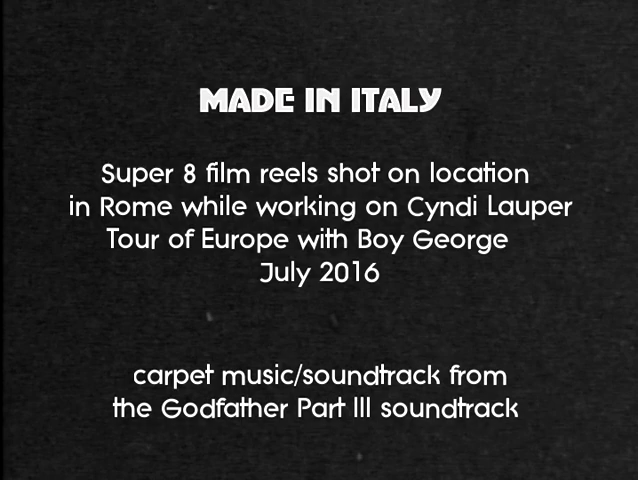 MADE IN ITALY
Super 8 film reels shot on location
in Rome while working on Cyndi Lauper
Tour of Europe with Boy George
July 2016
carpet music/soundtrack from
the Godfather Part III soundtrack